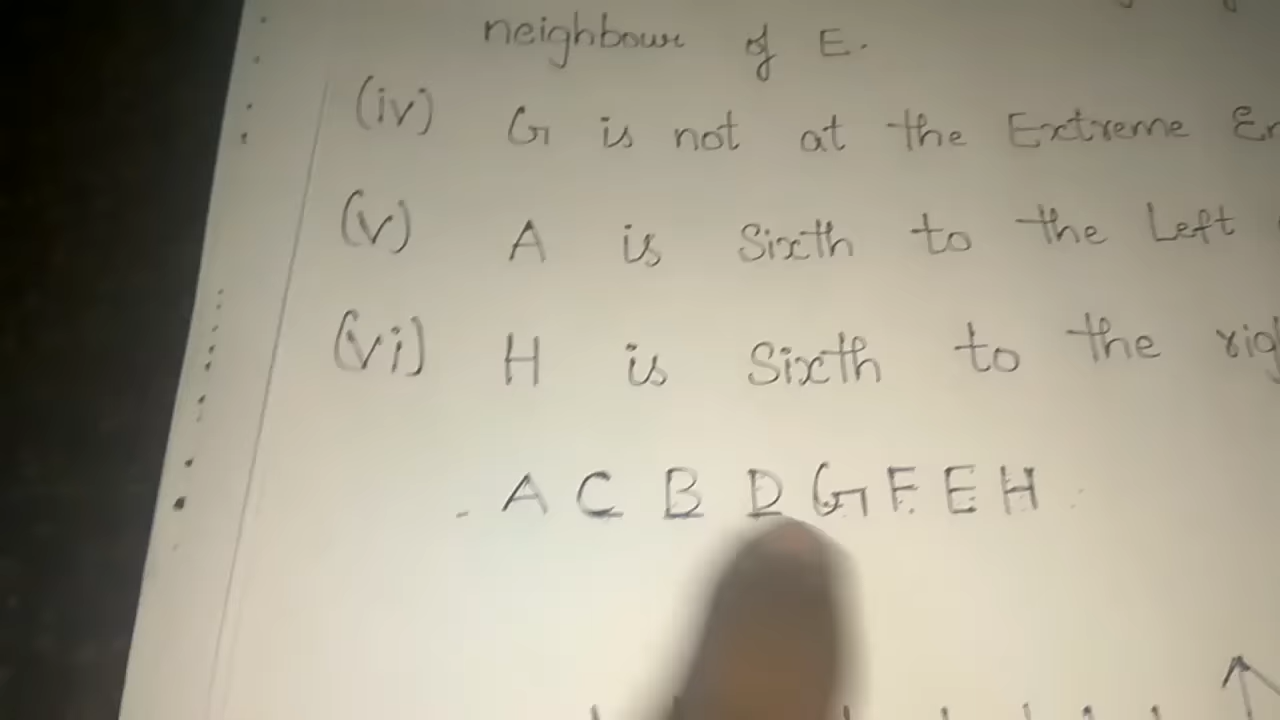 neighbour of E.
(iv) G is not at the Extreme
(v) A is Sixth to the Left
(vi) H is Sixth to the
A C B D G F E H